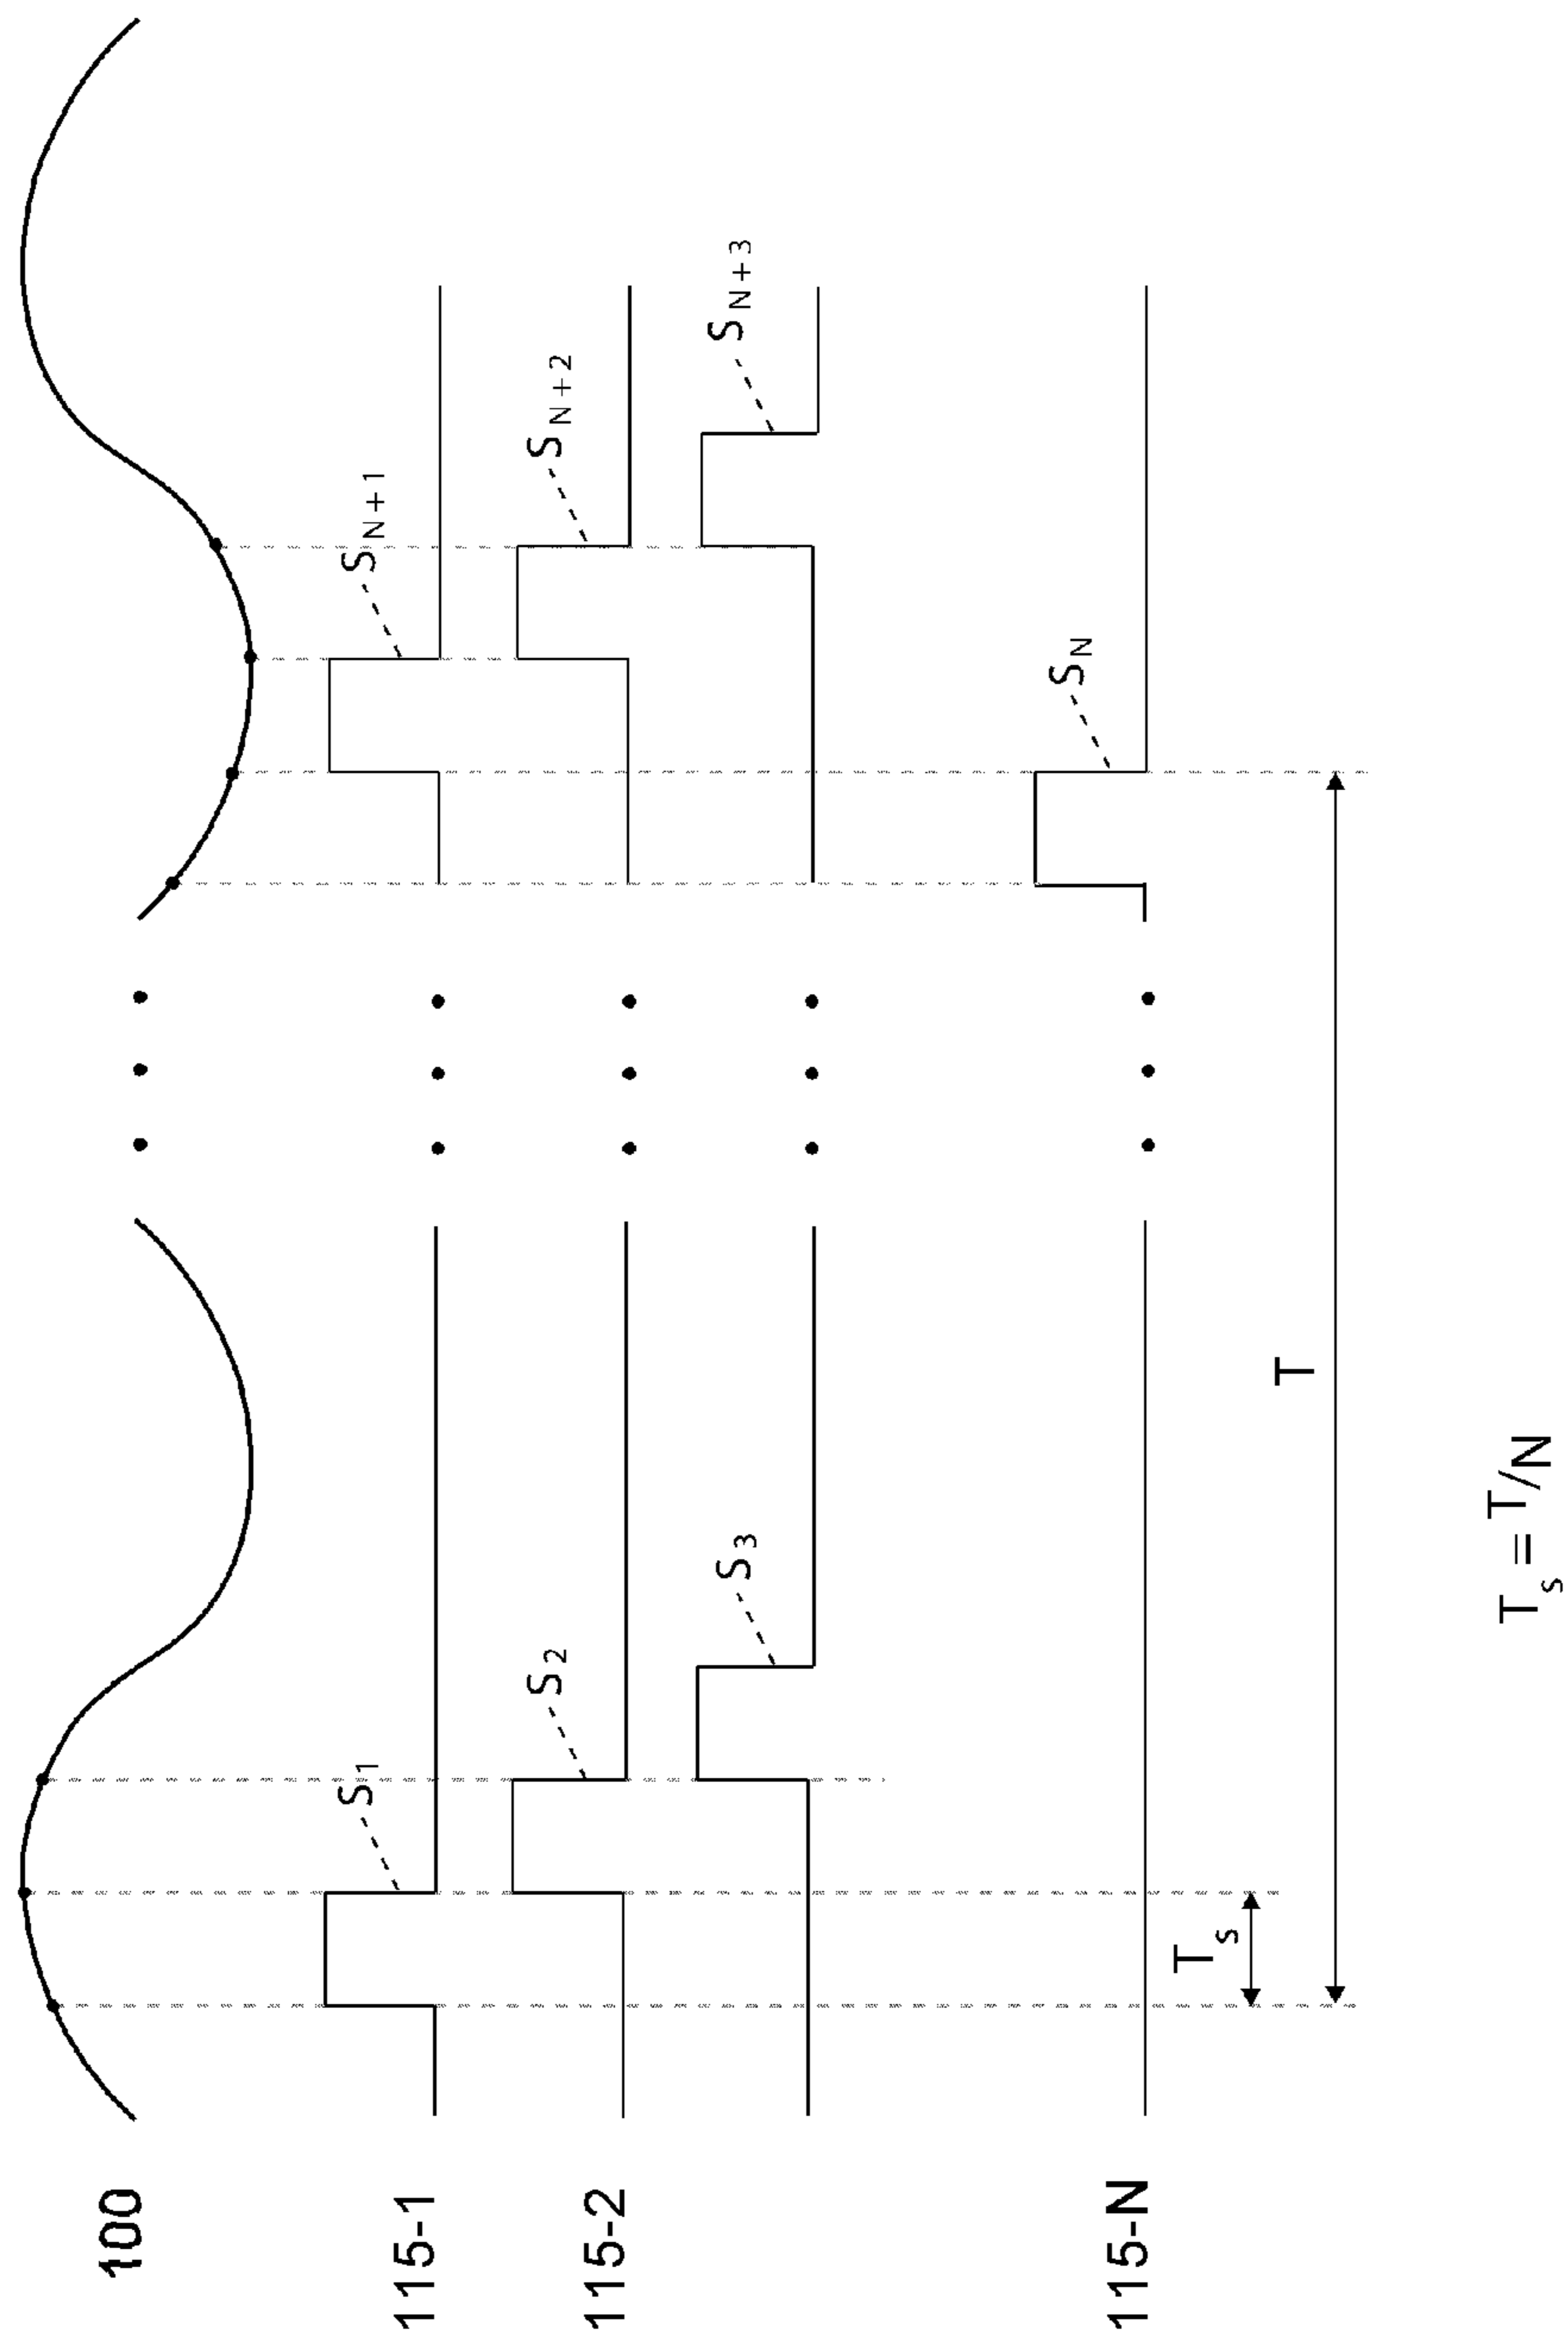 100
115-1
S1
SN+1
115-2
S2
SN+2
S3
SN+3
115-N
SN
Ts
T
Ts = T/N